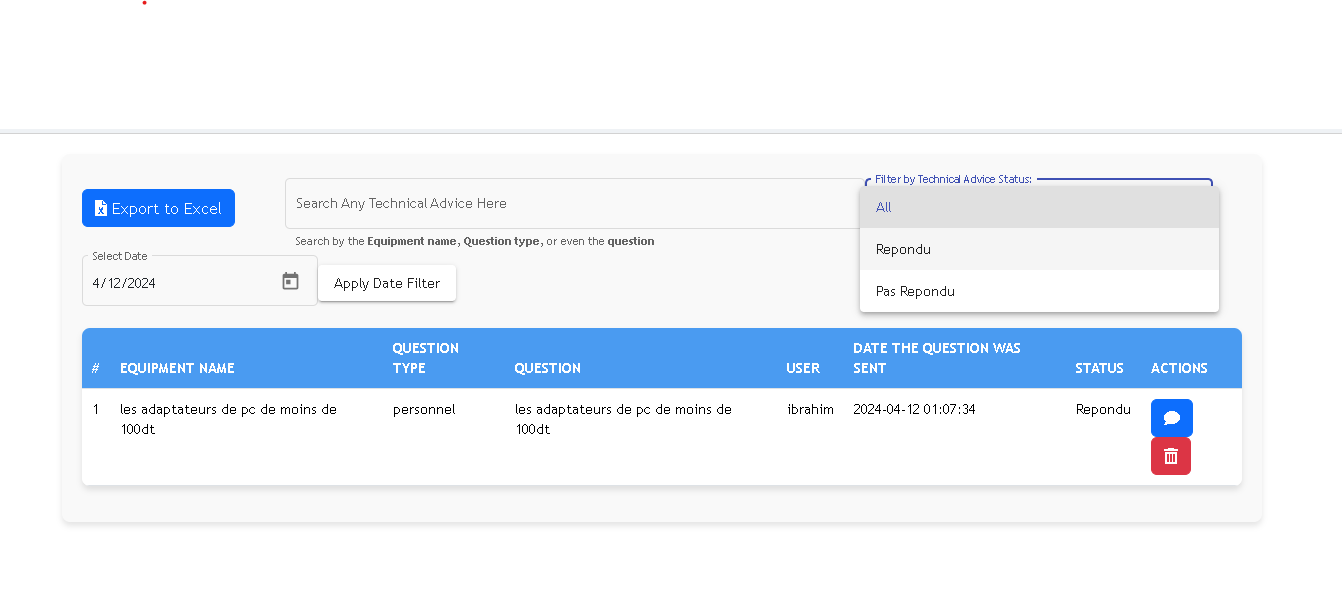 Export to Excel
Search Any Technical Advice Here
Search by the Equipment name, Question type, or even the question
Filter by Technical Advice Status:
All
Repondu
Pas Repondu
Select Date
4/12/2024
Apply Date Filter
# EQUIPMENT NAME QUESTION TYPE QUESTION USER DATE THE QUESTION WAS SENT STATUS ACTIONS
1 les adaptateurs de pc de moins de personnel les adaptateurs de pc de moins de ibrahim 2024-04-12 01:07:34 Repondu
100dt 100dt